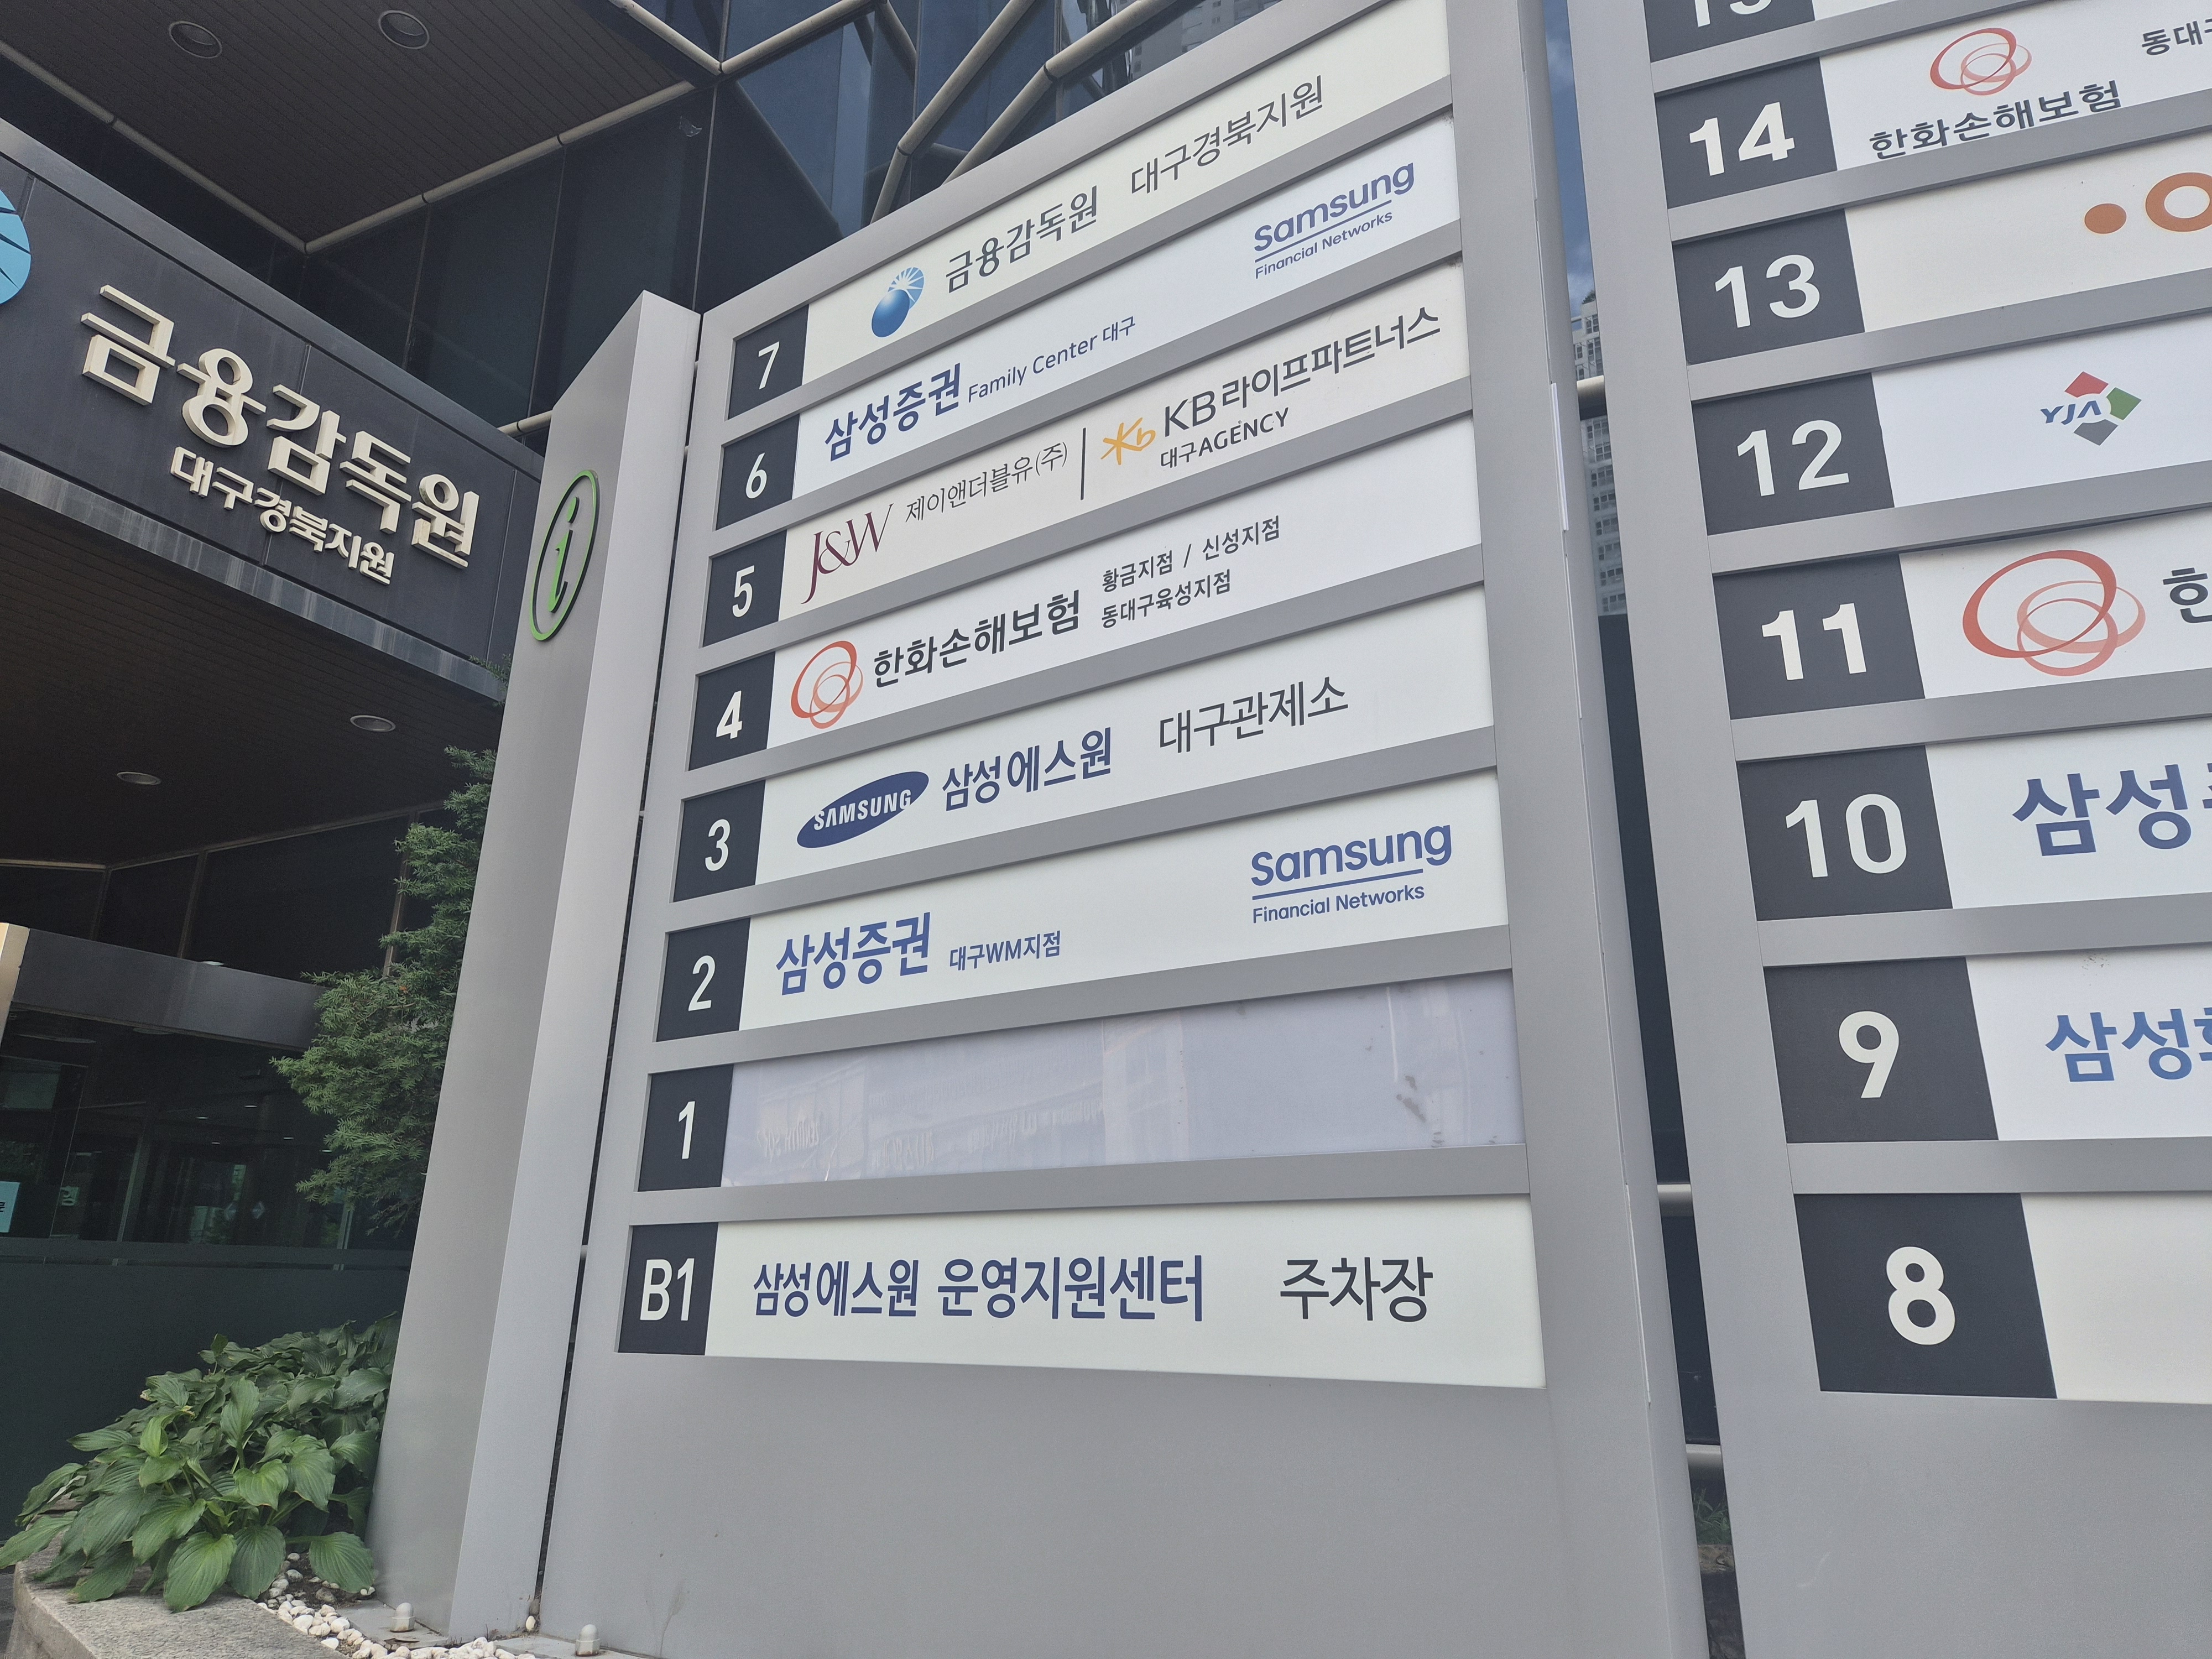 금융감독원
대구경북지원
7
금융감독원 대구경북지원
6
삼성증권 Family Center 대구
Samsung
Financial Networks
5
J&W 제이앤더블유(주)
Kb KB라이프파트너스
대구AGENCY
4
한화손해보험
황금지점 / 신성지점
동대구육성지점
3
SAMSUNG 삼성에스원 대구관제소
2
삼성증권 대구WM지점
Samsung
Financial Networks
1
B1
삼성에스원 운영지원센터 주차장
14
한화손해보험
13
12
YJA
11
10
삼성
9
삼성
8